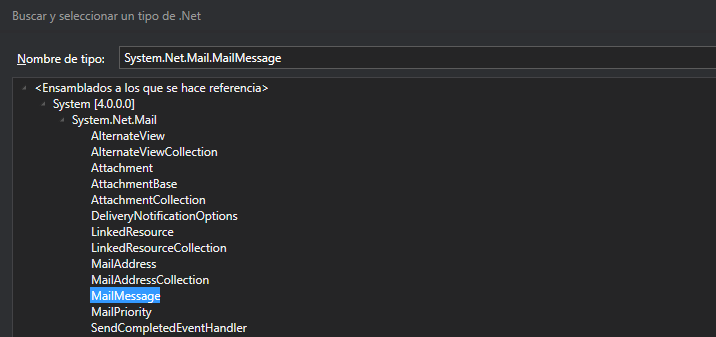 Buscar y seleccionar un tipo de .Net
Nombre de tipo: System.Net.Mail.MailMessage
<Ensamblados a los que se hace referencia>
System [4.0.0.0]
System.Net.Mail
AlternateView
AlternateViewCollection
Attachment
AttachmentBase
AttachmentCollection
DeliveryNotificationOptions
LinkedResource
LinkedResourceCollection
MailAddress
MailAddressCollection
MailMessage
MailPriority
SendCompletedEventHandler